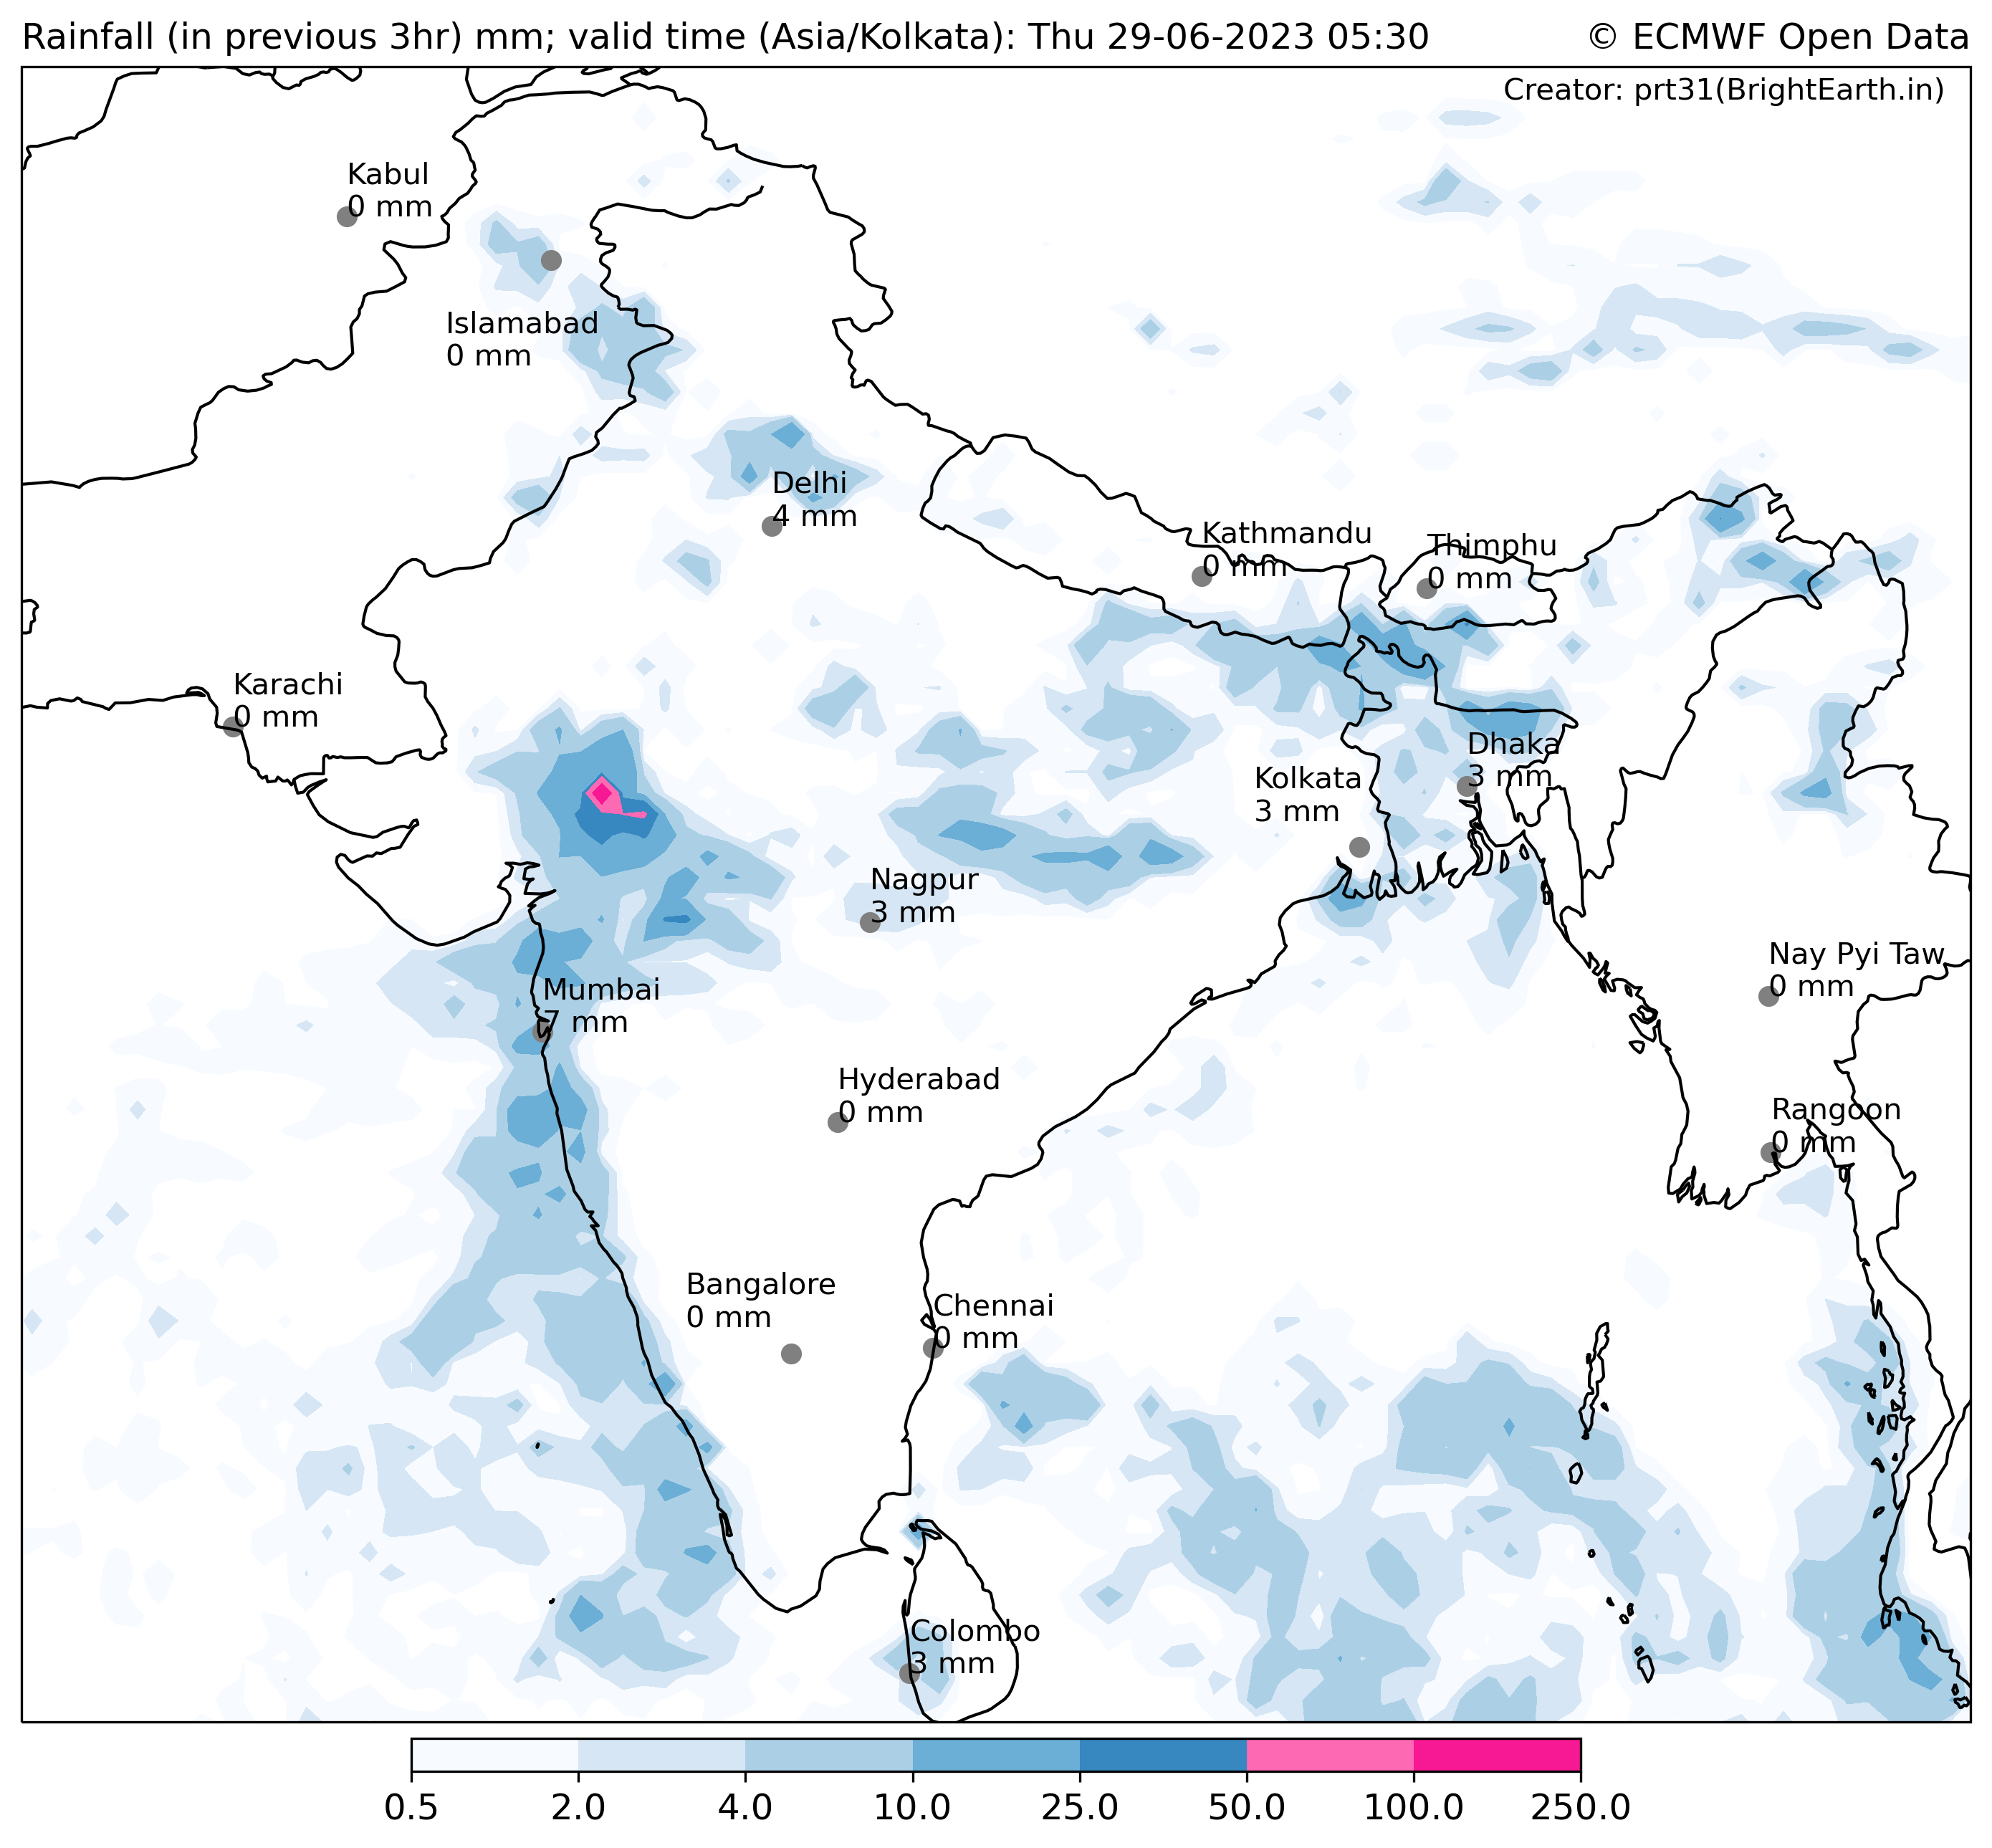 Rainfall (in previous 3hr) mm; valid time (Asia/Kolkata): Thu 29-06-2023 05:30
© ECMWF Open Data
Creator: prt31(BrightEarth.in)
Kabul
0 mm
Islamabad
0 mm
Delhi
4 mm
Kathmandu
0 mm
Thimphu
0 mm
Karachi
0 mm
Dhaka
3 mm
Kolkata
3 mm
Nagpur
3 mm
Nay Pyi Taw
0 mm
Mumbai
7 mm
Hyderabad
0 mm
Rangoon
0 mm
Bangalore
0 mm
Chennai
0 mm
Colombo
3 mm
0.5 2.0 4.0 10.0 25.0 50.0 100.0 250.0